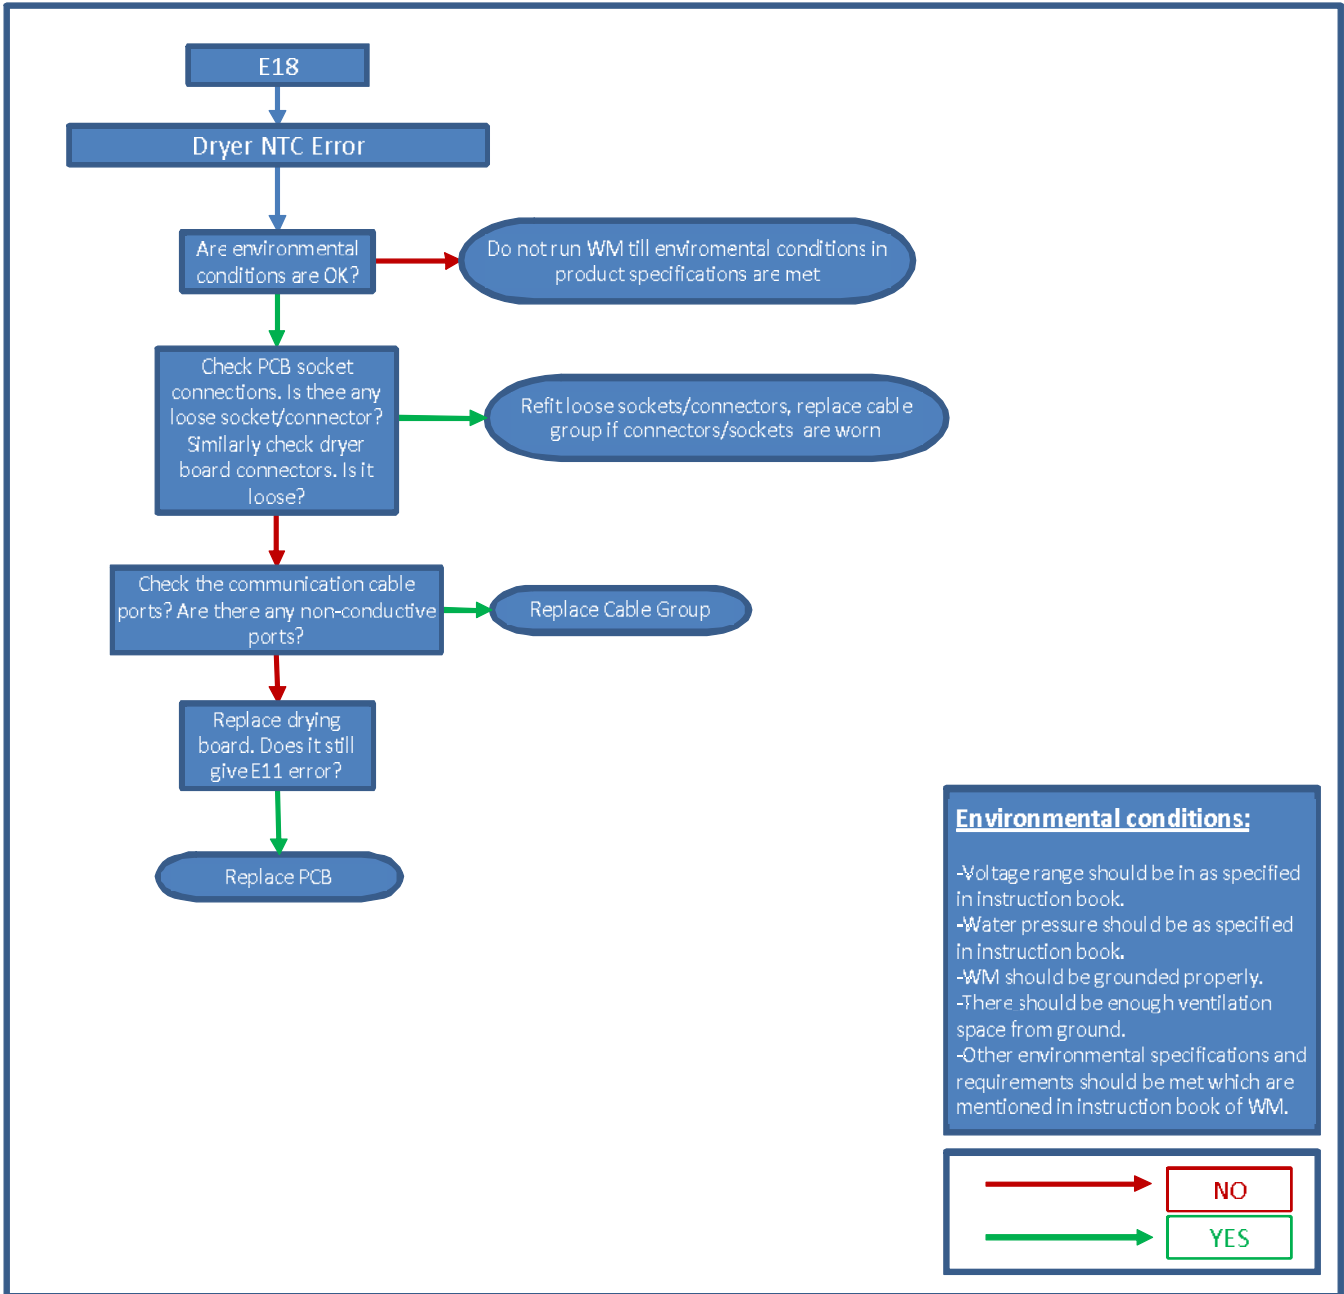 E18
Dryer NTC Error
Are environmental
conditions are OK?
Do not run WM till enviromental conditions in
product specifications are met
Check PCB socket
connections. Is thee any
loose socket/connector?
Similarly check dryer
board connectors. Is it
loose?
Refit loose sockets/connectors, replace cable
group if connectors/sockets are worn
Check the communication cable
ports? Are there any non-conductive
ports?
Replace Cable Group
Replace drying
board. Does it still
give E11 error?
Replace PCB
Environmental conditions:
-Voltage range should be in as specified
in instruction book.
-Water pressure should be as specified
in instruction book.
-WM should be grounded properly.
-There should be enough ventilation
space from ground.
-Other environmental specifications and
requirements should be met which are
mentioned in instruction book of WM.
NO
YES